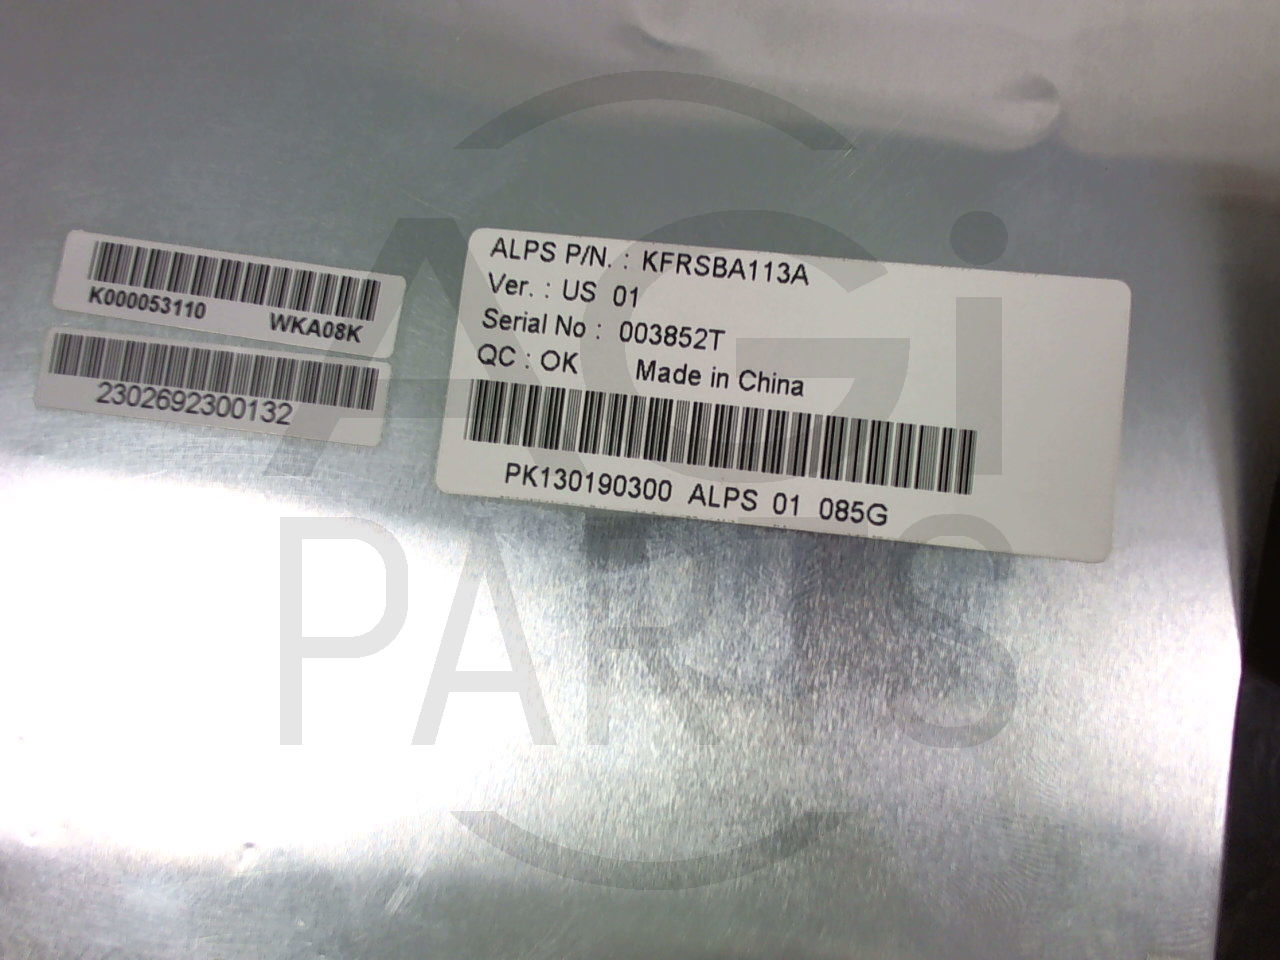 K000053110 WKA08K
2302692300132
ALPS P/N. : KFRSBA113A
Ver. : US 01
Serial No : 003852T
QC : OK Made in China
PK130190300 ALPS 01 085G
AGi
PARTS